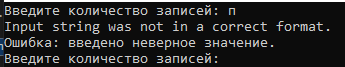 Введите количество записей: п
Input string was not in a correct format.
Ошибка: введено неверное значение.
Введите количество записей: